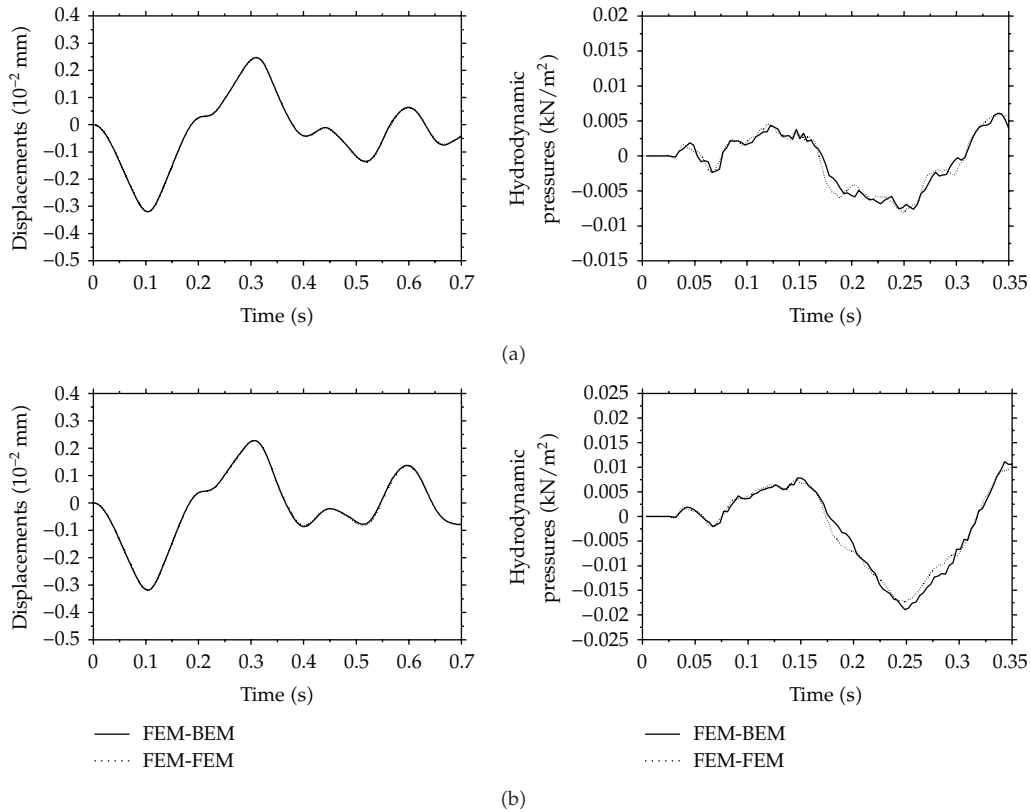 Displacements (10−2 mm)
0.4
0.3
0.2
0.1
0
−0.1
−0.2
−0.3
−0.4
−0.5
0 0.1 0.2 0.3 0.4 0.5 0.6 0.7
Time (s)
Hydrodynamic
pressures (kN/m2)
0.02
0.015
0.01
0.005
0
−0.005
−0.01
−0.015
0 0.05 0.1 0.15 0.2 0.25 0.3 0.35
Time (s)
(a)
Displacements (10−2 mm)
0.4
0.3
0.2
0.1
0
−0.1
−0.2
−0.3
−0.4
−0.5
0 0.1 0.2 0.3 0.4 0.5 0.6 0.7
Time (s)
FEM-BEM
FEM-FEM
Hydrodynamic
pressures (kN/m2)
0.025
0.02
0.015
0.01
0.005
0
−0.005
−0.01
−0.015
−0.02
−0.025
0 0.05 0.1 0.15 0.2 0.25 0.3 0.35
Time (s)
FEM-BEM
FEM-FEM
(b)